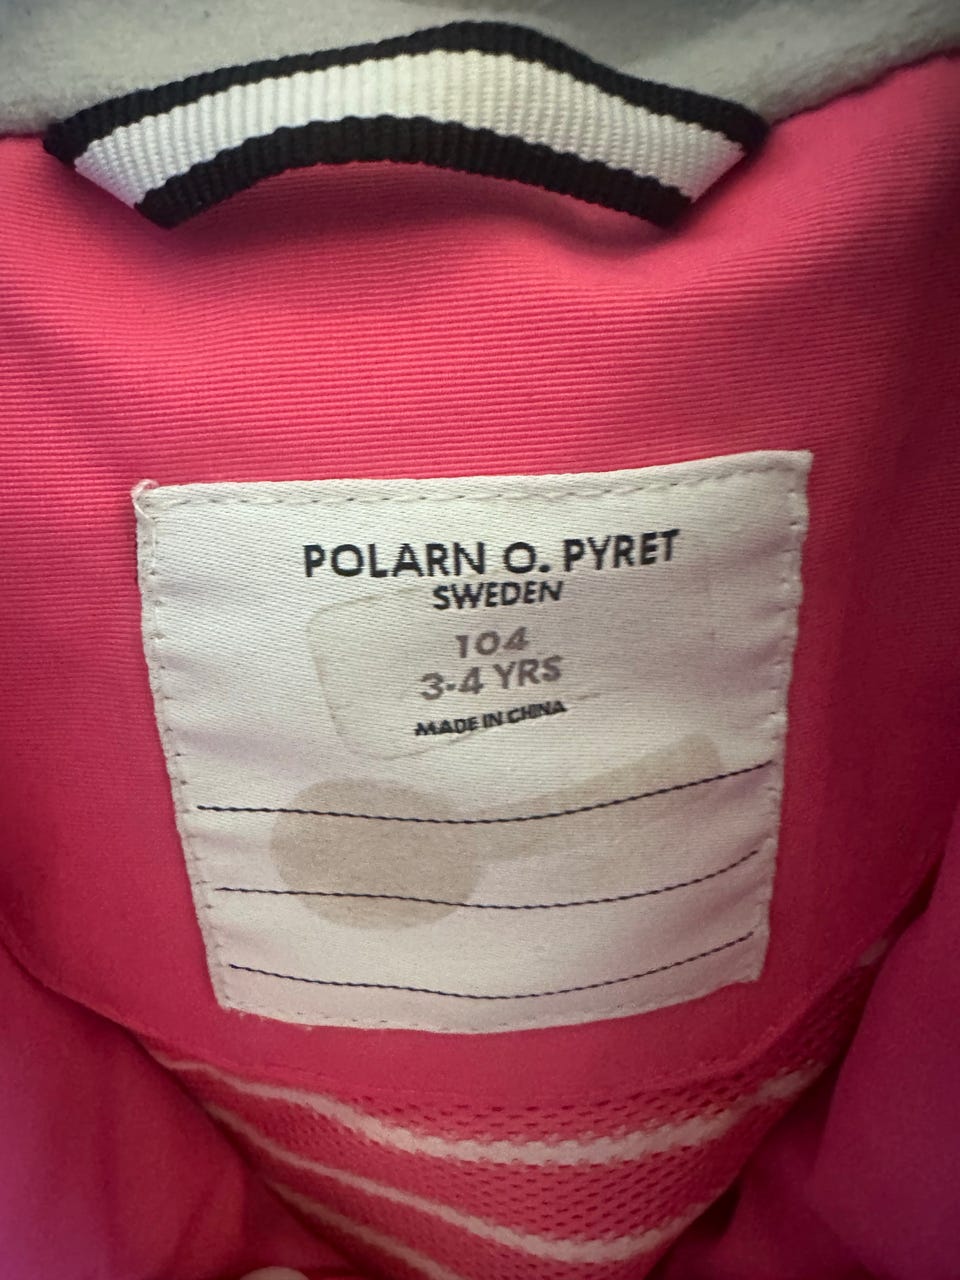 POLARN O. PYRET
SWEDEN
104
3-4 YRS
MADE IN CHINA